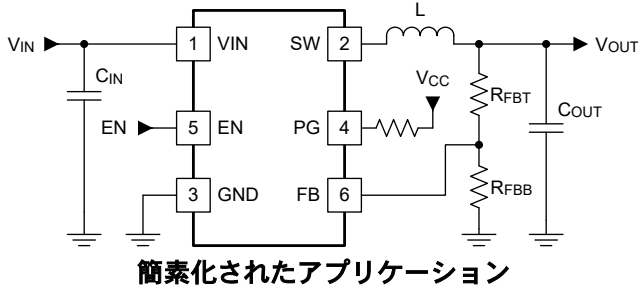 L
VIN 1 VIN SW 2 VOUT
CIN VCC RFBT COUT
EN 5 EN PG 4
3 GND FB 6 RFBB
簡素化されたアプリケーション